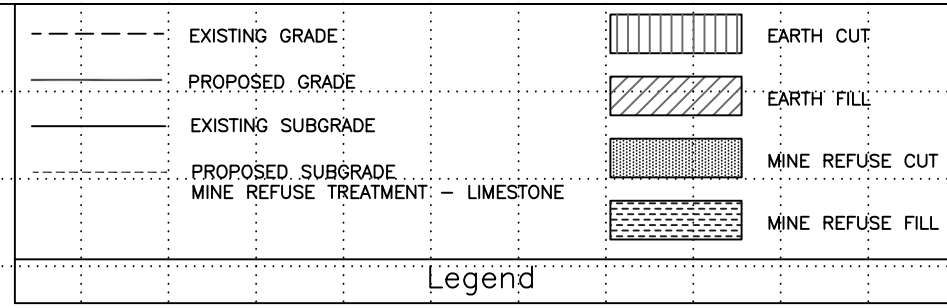 EXISTING GRADE
PROPOSED GRADE
EXISTING SUBGRADE
PROPOSED SUBGRADE
MINE REFUSE TREATMENT – LIMESTONE
EARTH CUT
EARTH FILL
MINE REFUSE CUT
MINE REFUSE FILL
Legend